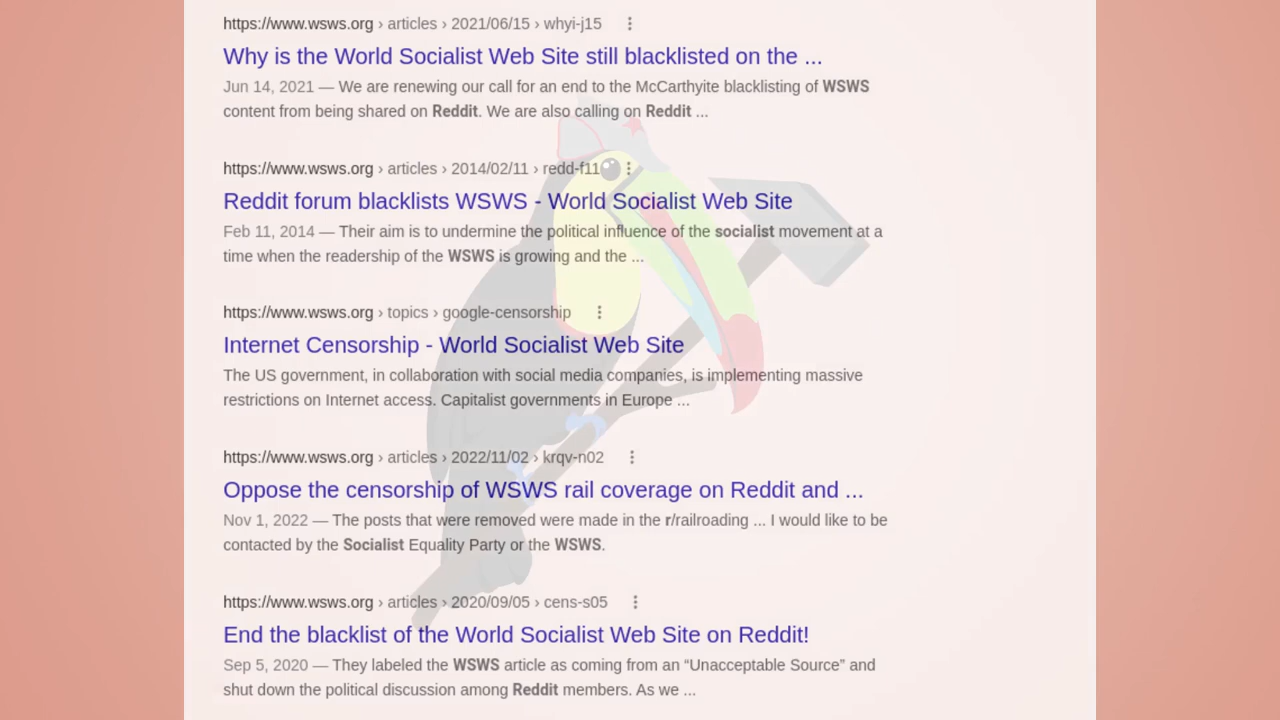 https://www.wsws.org › articles › 2021/06/15 › whyi-j15
Why is the World Socialist Web Site still blacklisted on the ...
Jun 14, 2021 — We are renewing our call for an end to the McCarthyite blacklisting of WSWS
content from being shared on Reddit. We are also calling on Reddit ...
https://www.wsws.org › articles › 2014/02/11 › redd-f11
Reddit forum blacklists WSWS - World Socialist Web Site
Feb 11, 2014 — Their aim is to undermine the political influence of the socialist movement at a
time when the readership of the WSWS is growing and the ...
https://www.wsws.org › topics › google-censorship
Internet Censorship - World Socialist Web Site
The US government, in collaboration with social media companies, is implementing massive
restrictions on Internet access. Capitalist governments in Europe ...
https://www.wsws.org › articles › 2022/11/02 › krqv-n02
Oppose the censorship of WSWS rail coverage on Reddit and ...
Nov 1, 2022 — The posts that were removed were made in the r/railroading ... I would like to be
contacted by the Socialist Equality Party or the WSWS.
https://www.wsws.org › articles › 2020/09/05 › cens-s05
End the blacklist of the World Socialist Web Site on Reddit!
Sep 5, 2020 — They labeled the WSWS article as coming from an “Unacceptable Source” and
shut down the political discussion among Reddit members. As we ...